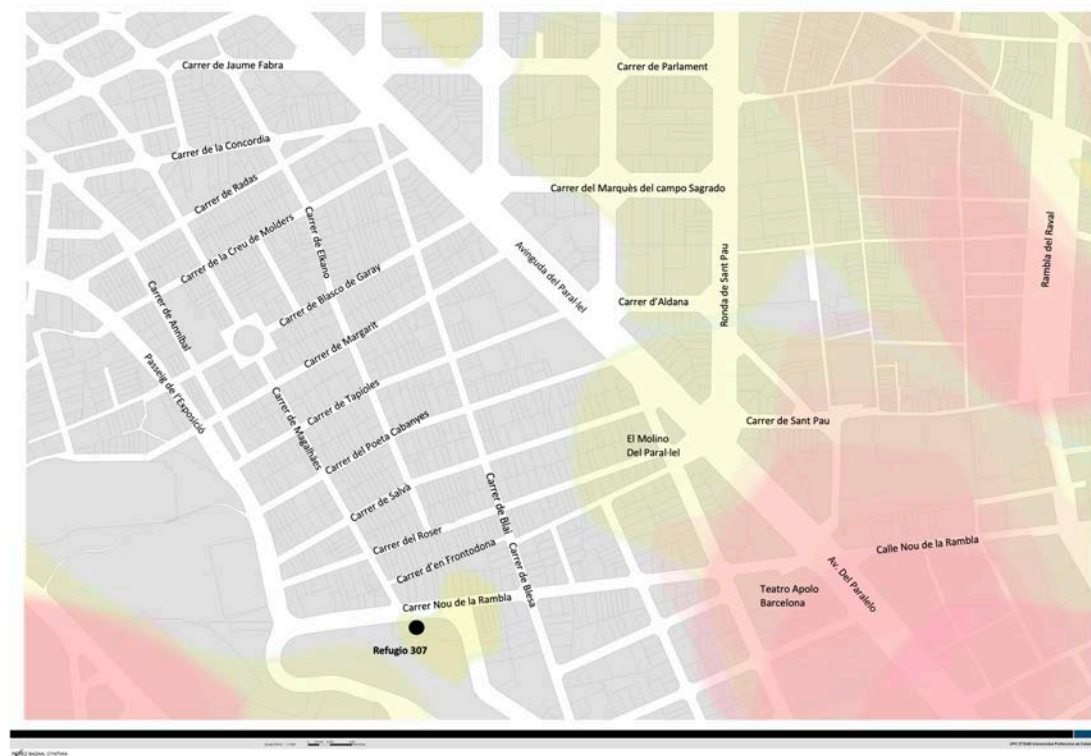 Carrer de Jaume Fabra
Carrer de Parlament
Carrer de la Concordia
Carrer de Radas
Carrer del Marquès del campo Sagrado
Carrer de la Creu de Molders
Carrer de Elkano
Rambla del Raval
Avinguda del Paral·lel
Ronda de Sant Pau
Carrer de Blasco de Garay
Carrer d'Aldana
Carrer de Annibal
Carrer de Margarit
Passeig de l'Exposició
Carrer de Tapioles
Carrer de Magalhães
Carrer del Poeta Cabanyes
Carrer de Sant Pau
El Molino
Del Paral·lel
Carrer de Salvà
Carrer de Blai
Carrer del Roser
Calle Nou de la Rambla
Carrer d'en Frontodona
Carrer de Blesa
Av. Del Paralelo
Teatro Apolo
Barcelona
Carrer Nou de la Rambla
Refugio 307